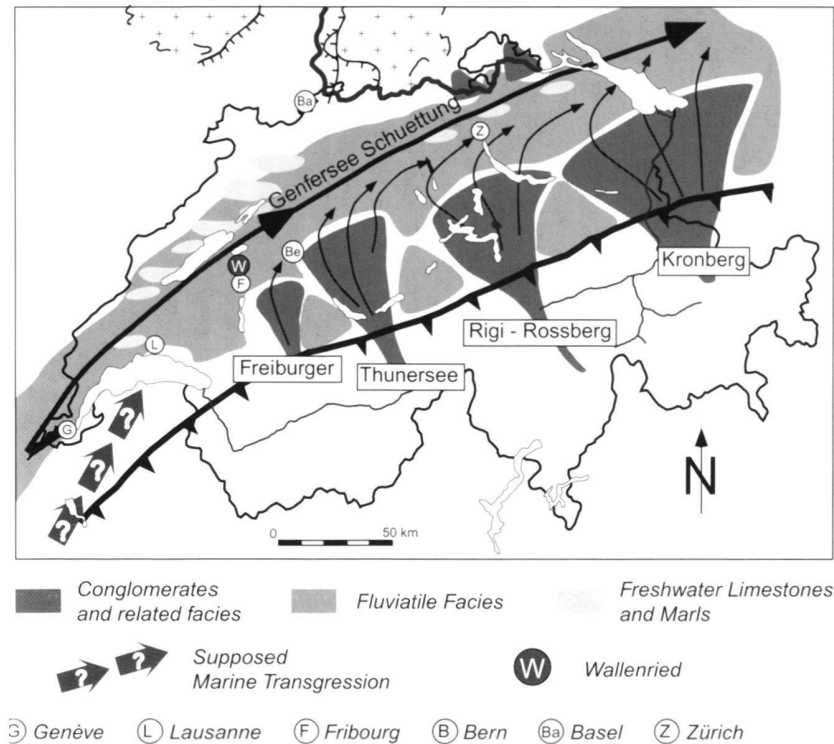 Ba
Genfersee Schuettung
Z
Be
W
F
Kronberg
Rigi - Rossberg
L
Freiburger
Thunersee
G
?
?
?
N
0
50 km
Conglomerates
and related facies
Fluviatile Facies
Freshwater Limestones
and Marls
? ?
Supposed
Marine Transgression
W
Wallenried
G Genève
L Lausanne
F Fribourg
B Bern
Ba Basel
Z Zürich